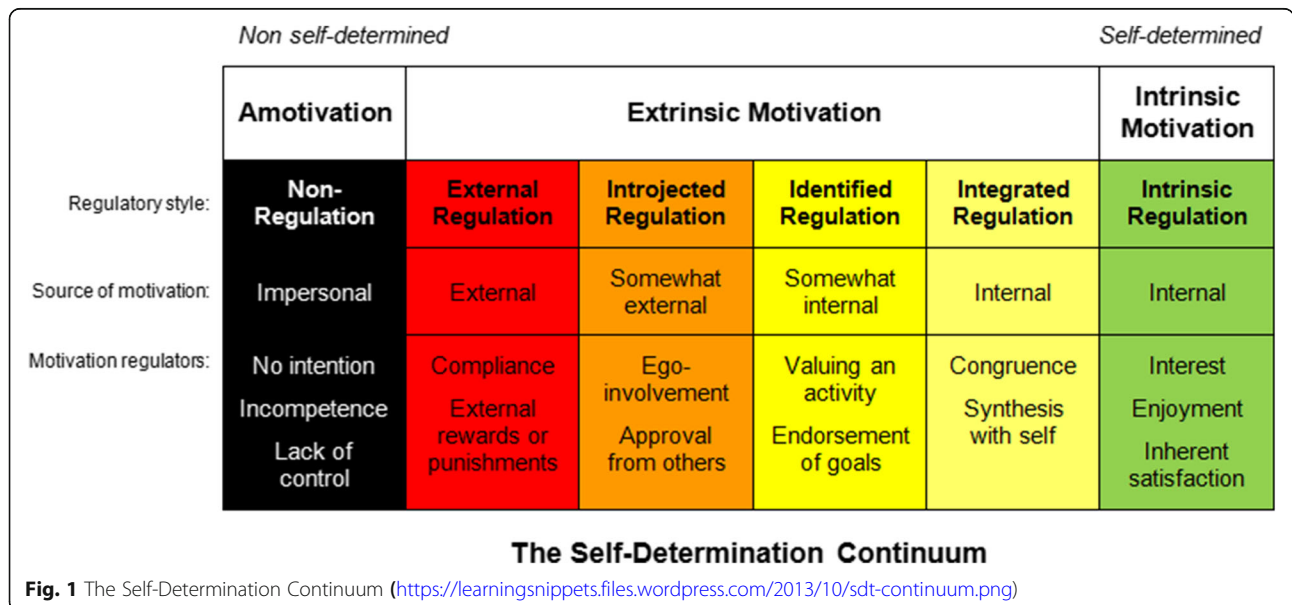 Non self-determined
Self-determined
Amotivation
Extrinsic Motivation
Intrinsic
Motivation
Regulatory style:
Non-
Regulation
External
Regulation
Introjected
Regulation
Identified
Regulation
Integrated
Regulation
Intrinsic
Regulation
Source of motivation:
Impersonal
External
Somewhat
external
Somewhat
internal
Internal
Internal
Motivation regulators:
No intention
Incompetence
Lack of
control
Compliance
External
rewards or
punishments
Ego-
involvement
Approval
from others
Valuing an
activity
Endorsement
of goals
Congruence
Synthesis
with self
Interest
Enjoyment
Inherent
satisfaction
The Self-Determination Continuum
Fig. 1 The Self-Determination Continuum (https://learningsnippets.files.wordpress.com/2013/10/sdt-continuum.png)